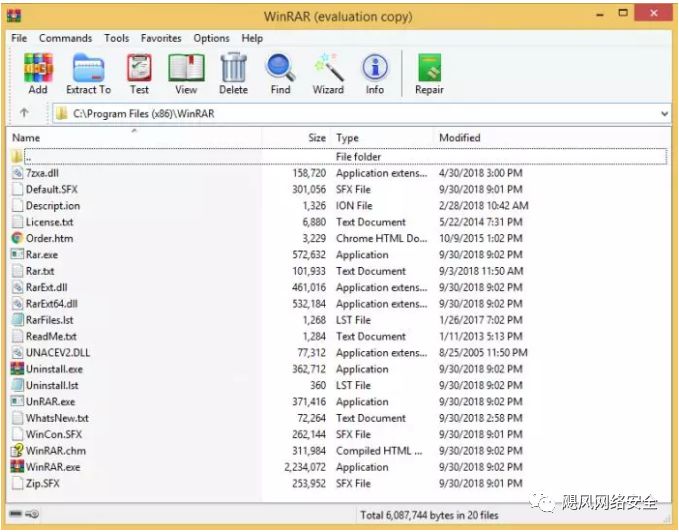 WinRAR (evaluation copy)
File Commands Tools Favorites Options Help
Add Extract To Test View Delete Find Wizard Info Repair
C:\Program Files (x86)\WinRAR
Name Size Type Modified
.. File folder
7zxa.dll 158,720 Application extens... 4/30/2018 3:00 PM
Default.SFX 301,056 SFX File 9/30/2018 9:01 PM
Descript.ion 1,326 ION File 2/28/2018 10:42 AM
License.txt 6,880 Text Document 5/22/2014 7:31 PM
Order.htm 3,229 Chrome HTML Do... 10/9/2015 1:02 PM
Rar.exe 572,632 Application 9/30/2018 9:02 PM
Rar.txt 101,933 Text Document 9/3/2018 11:50 AM
RarExt.dll 461,016 Application extens... 9/30/2018 9:02 PM
RarExt64.dll 532,184 Application extens... 9/30/2018 9:02 PM
RarFiles.lst 1,268 LST File 1/26/2017 7:02 PM
ReadMe.txt 1,284 Text Document 1/11/2013 5:13 PM
UNACEV2.DLL 77,312 Application extens... 8/25/2005 11:50 PM
Uninstall.exe 362,712 Application 9/30/2018 9:02 PM
Uninstall.lst 360 LST File 9/30/2018 9:02 PM
UnRAR.exe 371,416 Application 9/30/2018 9:02 PM
WhatsNew.txt 72,264 Text Document 9/30/2018 2:58 PM
WinCon.SFX 262,144 SFX File 9/30/2018 9:01 PM
WinRAR.chm 311,984 Compiled HTML ... 9/30/2018 9:02 PM
WinRAR.exe 2,234,072 Application 9/30/2018 9:02 PM
Zip.SFX 253,952 SFX File 9/30/2018 9:01 PM
飓风网络安全
Total 6,087,744 bytes in 20 files